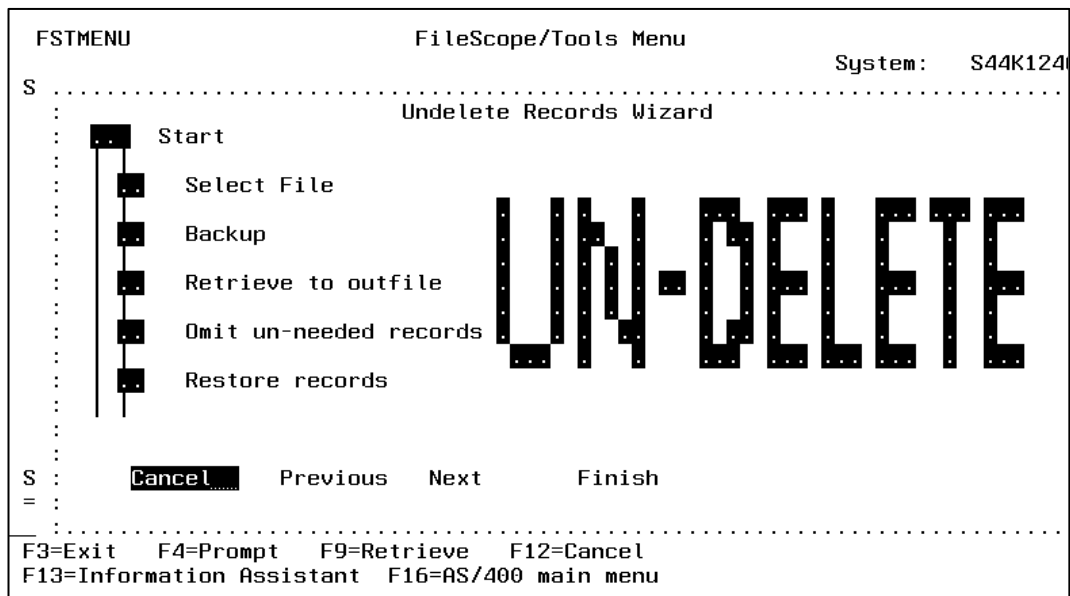 FSTMENU FileScope/Tools Menu
System: S44K124
S
Undelete Records Wizard
Start
Select File
Backup
Retrieve to outfile
Omit un-needed records
Restore records
UN-DELETE
S Cancel Previous Next Finish
=
F3=Exit F4=Prompt F9=Retrieve F12=Cancel
F13=Information Assistant F16=AS/400 main menu